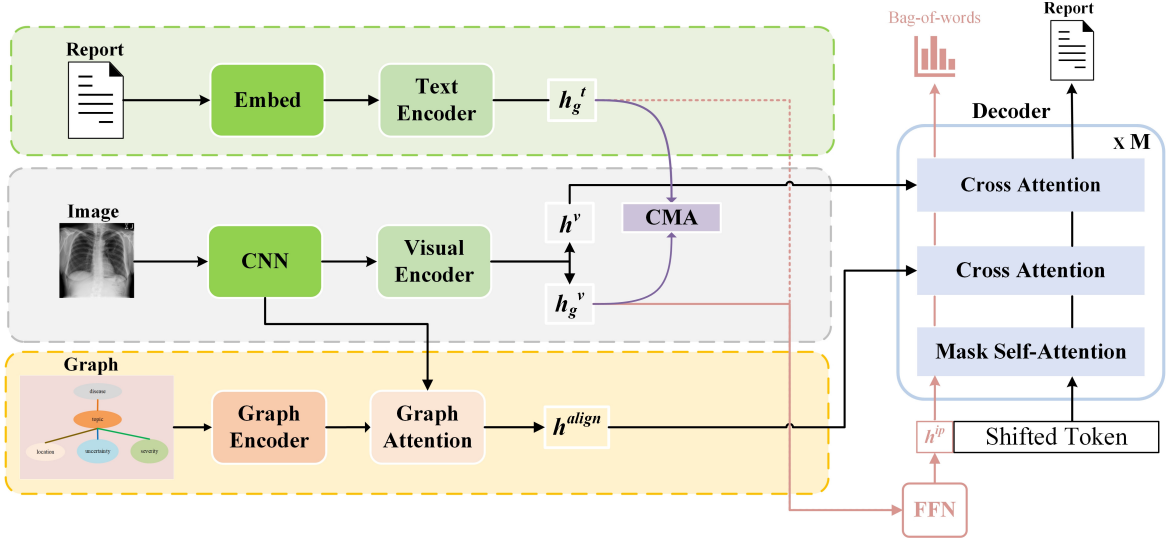 Bag-of-words
Report
Report
Embed
Text
Encoder
h_g^t
Decoder
x M
Cross Attention
Image
CNN
Visual
Encoder
h^v
CMA
h_g^v
Cross Attention
Mask Self-Attention
Graph
disease
topic
location
uncertainty
severity
Graph
Encoder
Graph
Attention
h^align
h^ip
Shifted Token
FFN